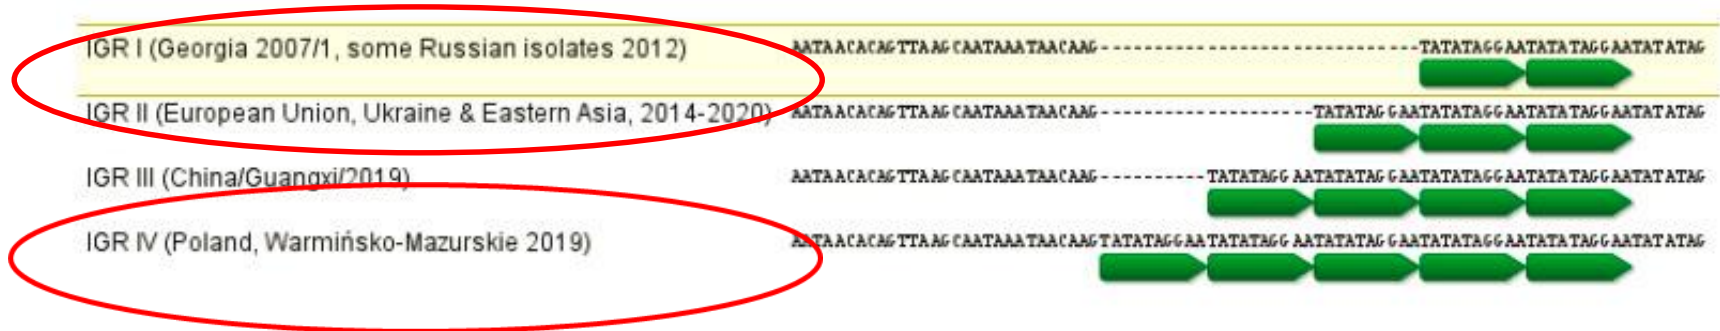 IGR I (Georgia 2007/1, some Russian isolates 2012) AATAACACAGTTAAGCAATAAATAACAAG------------------------------TATATAGGAATATATAGGAATATATAG
IGR II (European Union, Ukraine & Eastern Asia, 2014-2020) AATAACACAGTTAAGCAATAAATAACAAG--------------------TATATAGGAATATATAGGAATATATAGGAATATATAG
IGR III (China/Guangxi/2019) AATAACACAGTTAAGCAATAAATAACAAG----------TATATAGGAATATATAGGAATATATAGGAATATATAGGAATATATAG
IGR IV (Poland, Warmińsko-Mazurskie 2019) AATAACACAGTTAAGCAATAAATAACAAGTATATAGGAATATATAGGAATATATAGGAATATATAGGAATATATAGGAATATATAG